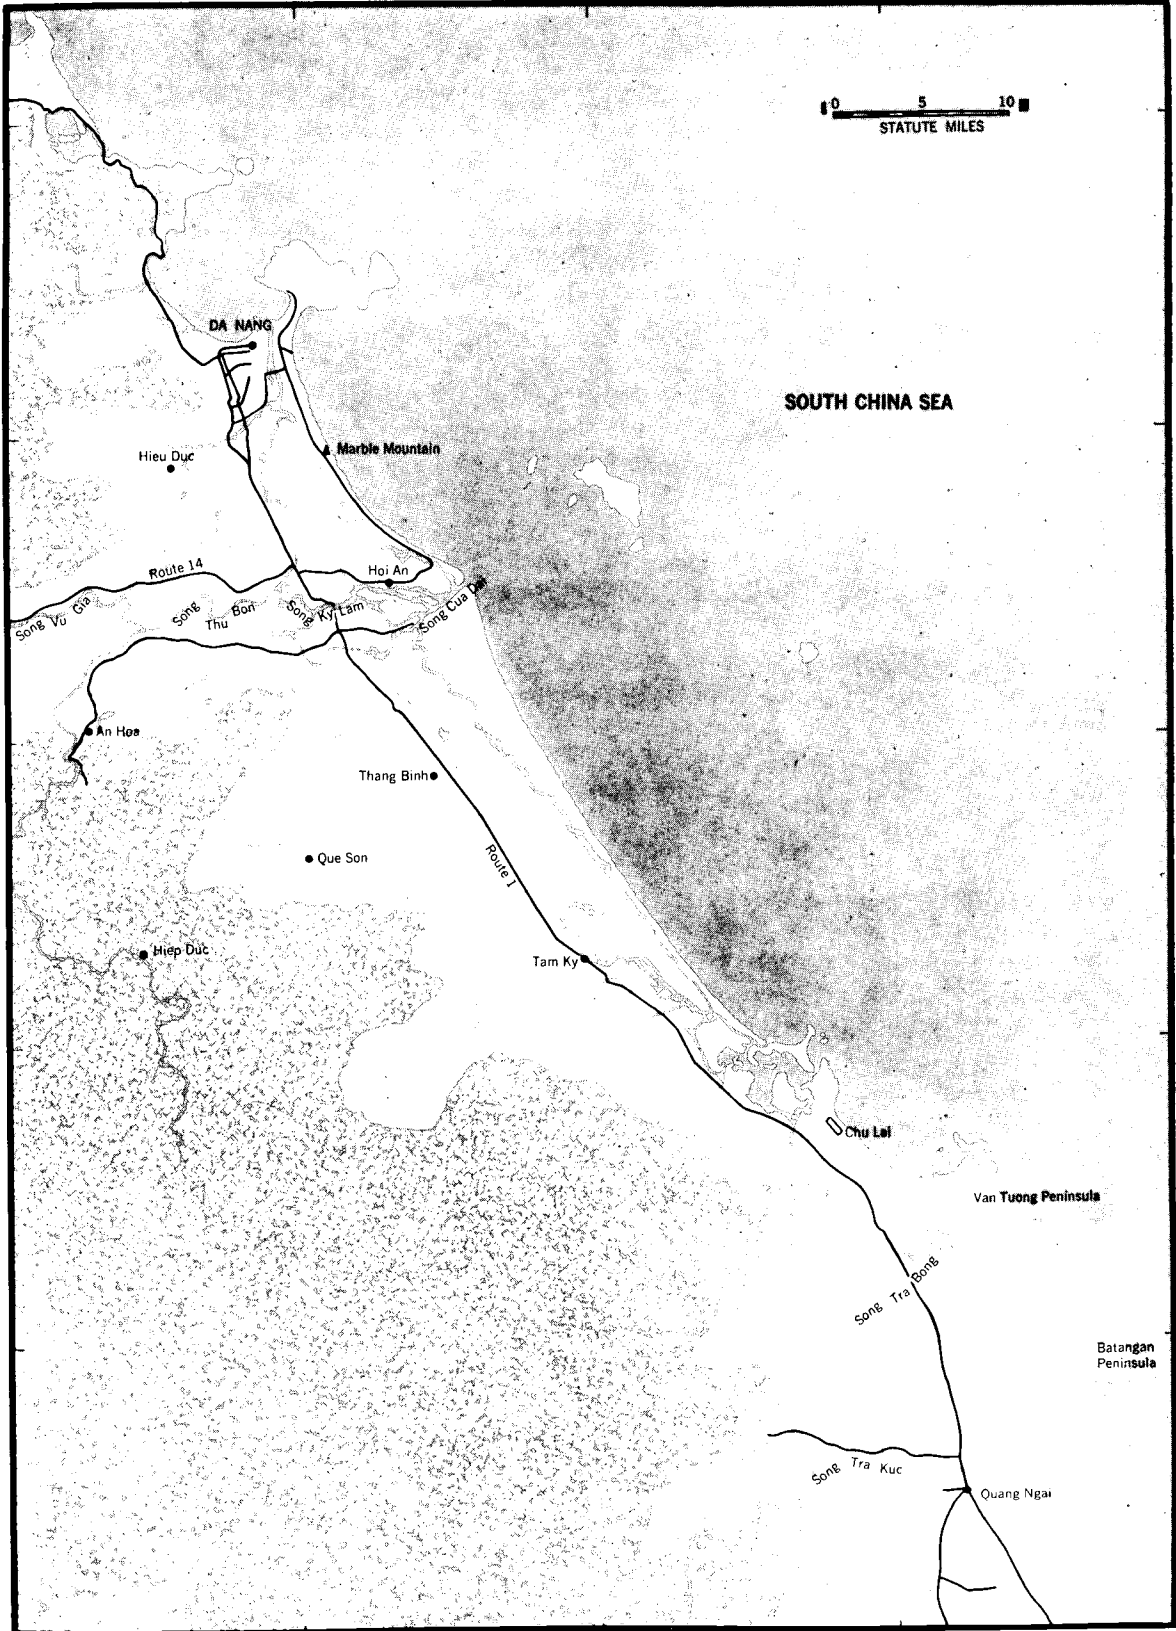 0 5 10
STATUTE MILES
DA NANG
SOUTH CHINA SEA
Marble Mountain
Hieu Duc
Route 14
Hoi An
Song Vu Gia
Song Thu Bon
Song Ky Lam
Song Cua Dai
An Hoa
Thang Binh
Que Son
Route 1
Hiep Duc
Tam Ky
Chu Lai
Van Tuong Peninsula
Song Tra Bong
Batangan
Peninsula
Song Tra Kuc
Quang Ngai